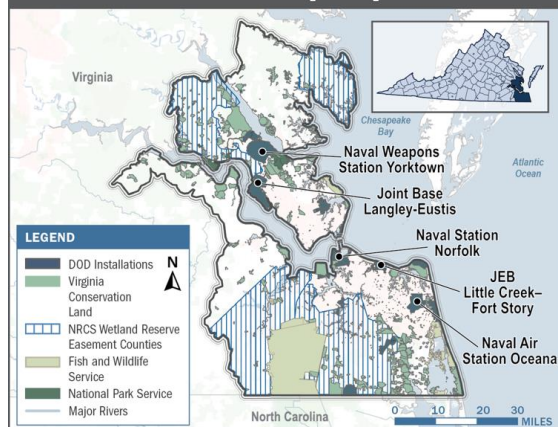 Virginia
Chesapeake
Bay
Atlantic
Ocean
Naval Weapons
Station Yorktown
Joint Base
Langley-Eustis
Naval Station
Norfolk
JEB
Little Creek–
Fort Story
Naval Air
Station Oceana
LEGEND
DOD Installations
N
Virginia
Conservation
Land
NRCS Wetland Reserve
Easement Counties
Fish and Wildlife
Service
National Park Service
Major Rivers
North Carolina
0 10 20 30
MILES